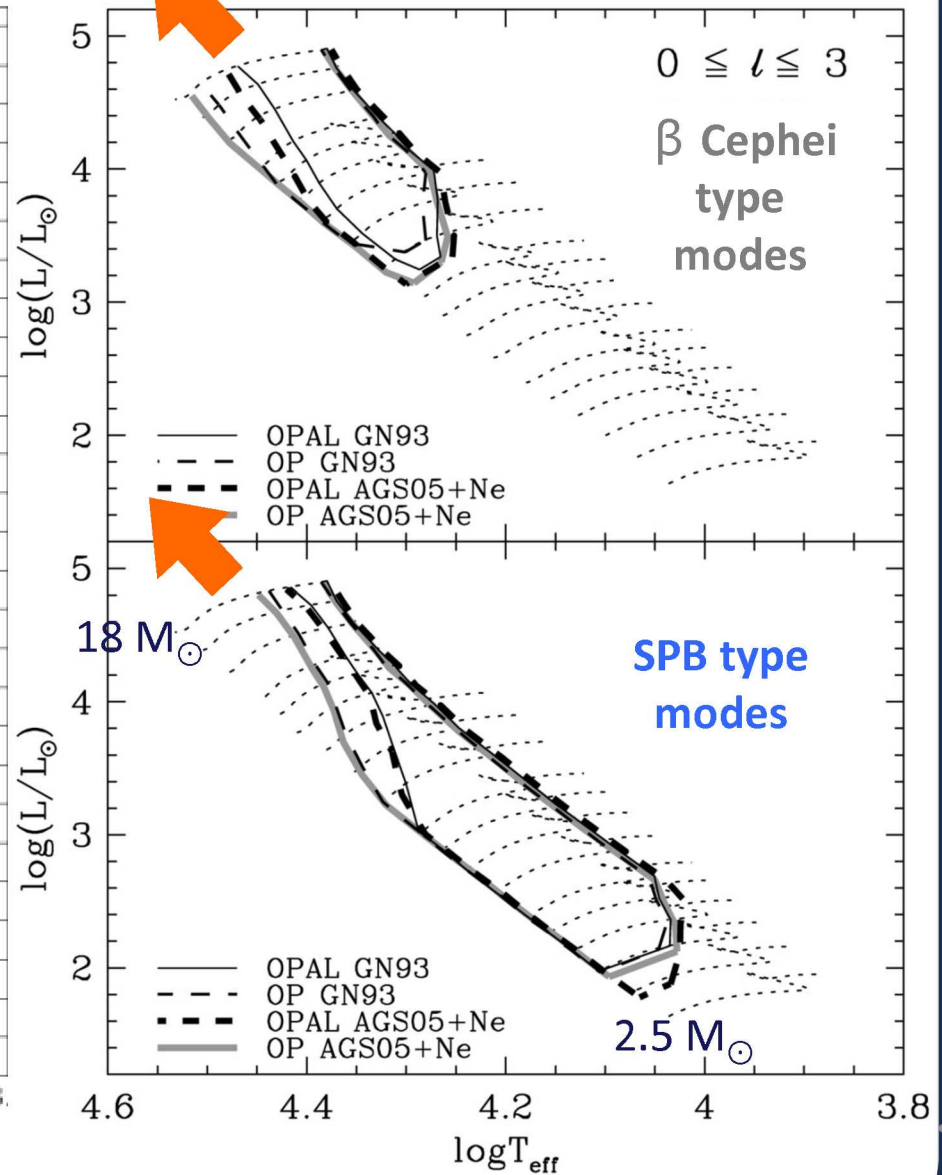 0 ≦ ℓ ≦ 3
β Cephei
type
modes
5
4
3
2
log(L/L⊙)
OPAL GN93
OP GN93
OPAL AGS05+Ne
OP AGS05+Ne
18 M⊙
SPB type
modes
5
4
3
2
log(L/L⊙)
OPAL GN93
OP GN93
OPAL AGS05+Ne
OP AGS05+Ne
2.5 M⊙
4.6 4.4 4.2 4 3.8
logTeff